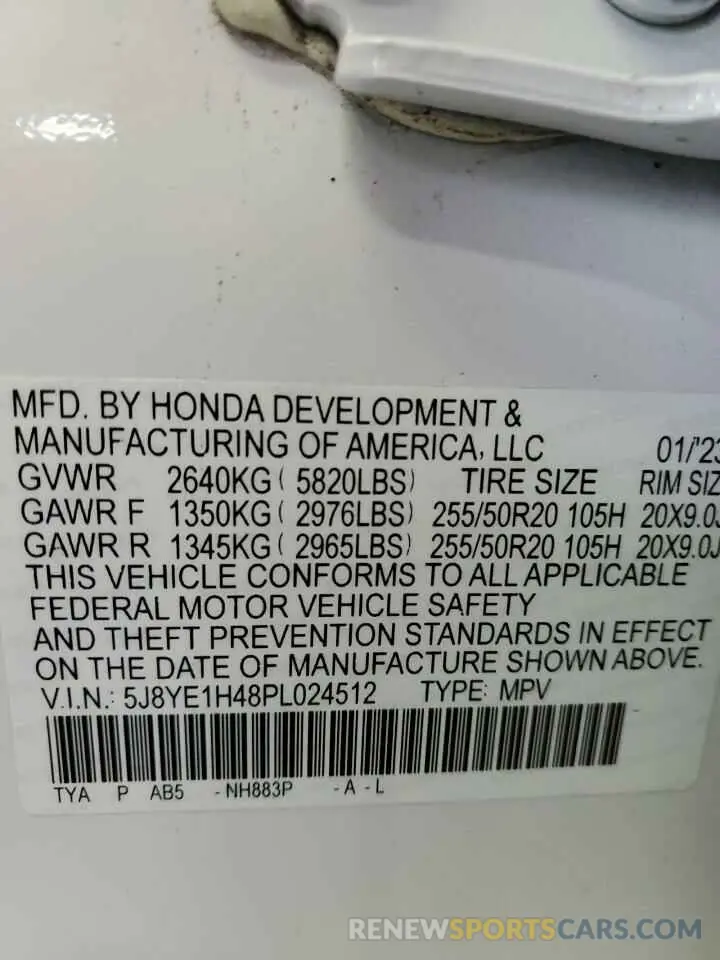 MFD. BY HONDA DEVELOPMENT &
MANUFACTURING OF AMERICA, LLC 01/'23
GVWR 2640KG ( 5820LBS) TIRE SIZE RIM SIZ
GAWR F 1350KG ( 2976LBS) 255/50R20 105H 20X9.0J
GAWR R 1345KG ( 2965LBS) 255/50R20 105H 20X9.0J
THIS VEHICLE CONFORMS TO ALL APPLICABLE
FEDERAL MOTOR VEHICLE SAFETY
AND THEFT PREVENTION STANDARDS IN EFFECT
ON THE DATE OF MANUFACTURE SHOWN ABOVE.
V.I.N.: 5J8YE1H48PL024512 TYPE: MPV
TYA P AB5 -NH883P -A -L
RENEWSPORTSCARS.COM